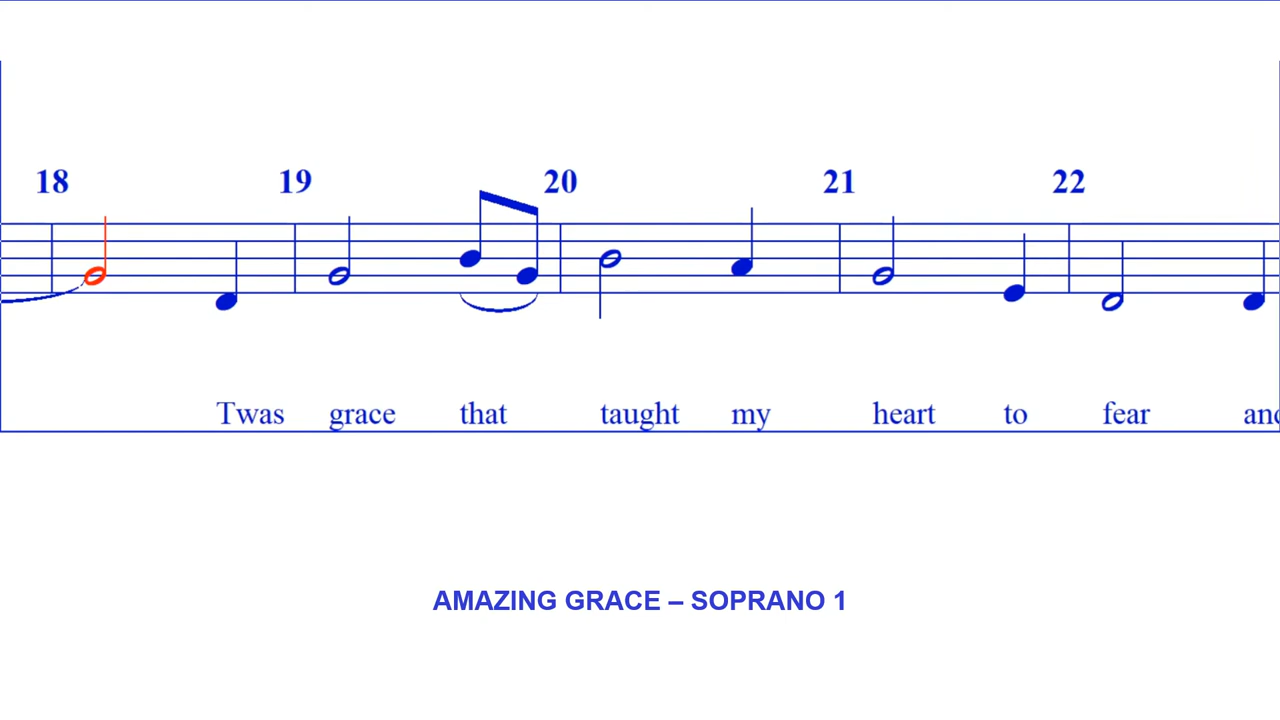 18 19 20 21 22
Twas grace that taught my heart to fear
AMAZING GRACE – SOPRANO 1